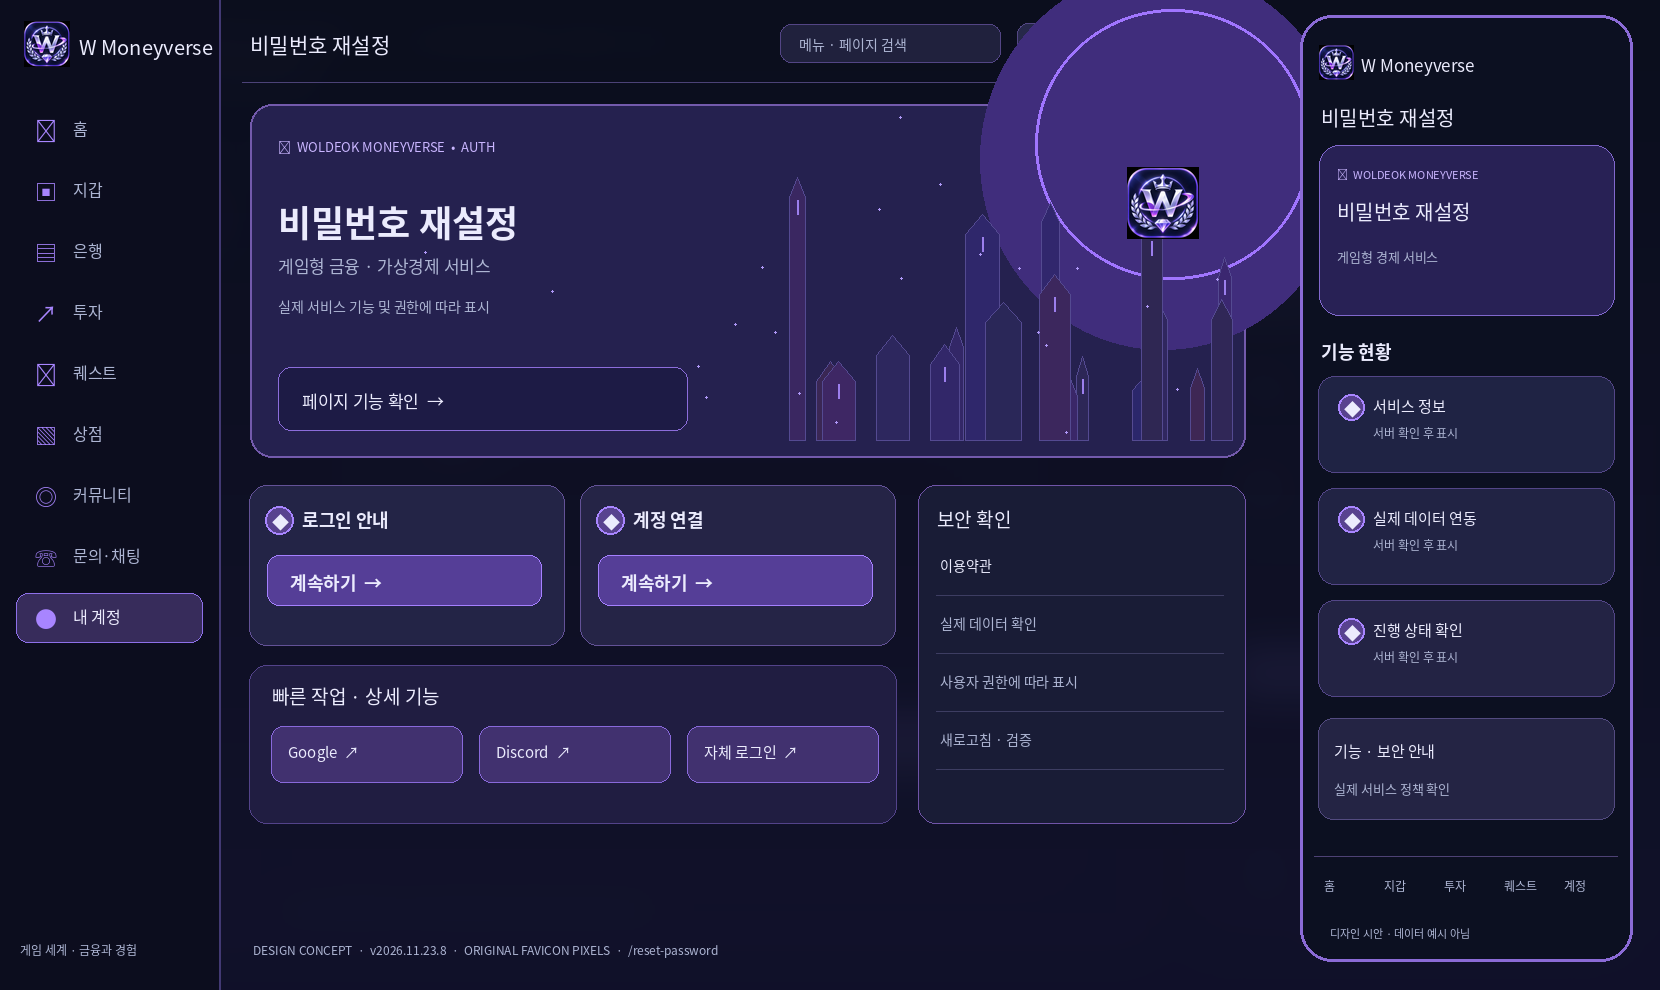 W Moneyverse
홈
지갑
은행
투자
퀘스트
상점
커뮤니티
문의·채팅
내 계정
게임 세계 · 금융과 경험
비밀번호 재설정
메뉴 · 페이지 검색
WOLDEOK MONEYVERSE • AUTH
비밀번호 재설정
게임형 금융 · 가상경제 서비스
실제 서비스 기능 및 권한에 따라 표시
페이지 기능 확인 →
W
로그인 안내
계속하기 →
계정 연결
계속하기 →
빠른 작업 · 상세 기능
Google ↗
Discord ↗
자체 로그인 ↗
보안 확인
이용약관
실제 데이터 확인
사용자 권한에 따라 표시
새로고침 · 검증
DESIGN CONCEPT · v2026.11.23.8 · ORIGINAL FAVICON PIXELS · /reset-password
W Moneyverse
비밀번호 재설정
WOLDEOK MONEYVERSE
비밀번호 재설정
게임형 경제 서비스
기능 현황
서비스 정보
서버 확인 후 표시
실제 데이터 연동
서버 확인 후 표시
진행 상태 확인
서버 확인 후 표시
기능 · 보안 안내
실제 서비스 정책 확인
홈 지갑 투자 퀘스트 계정
디자인 시안 · 데이터 예시 아님